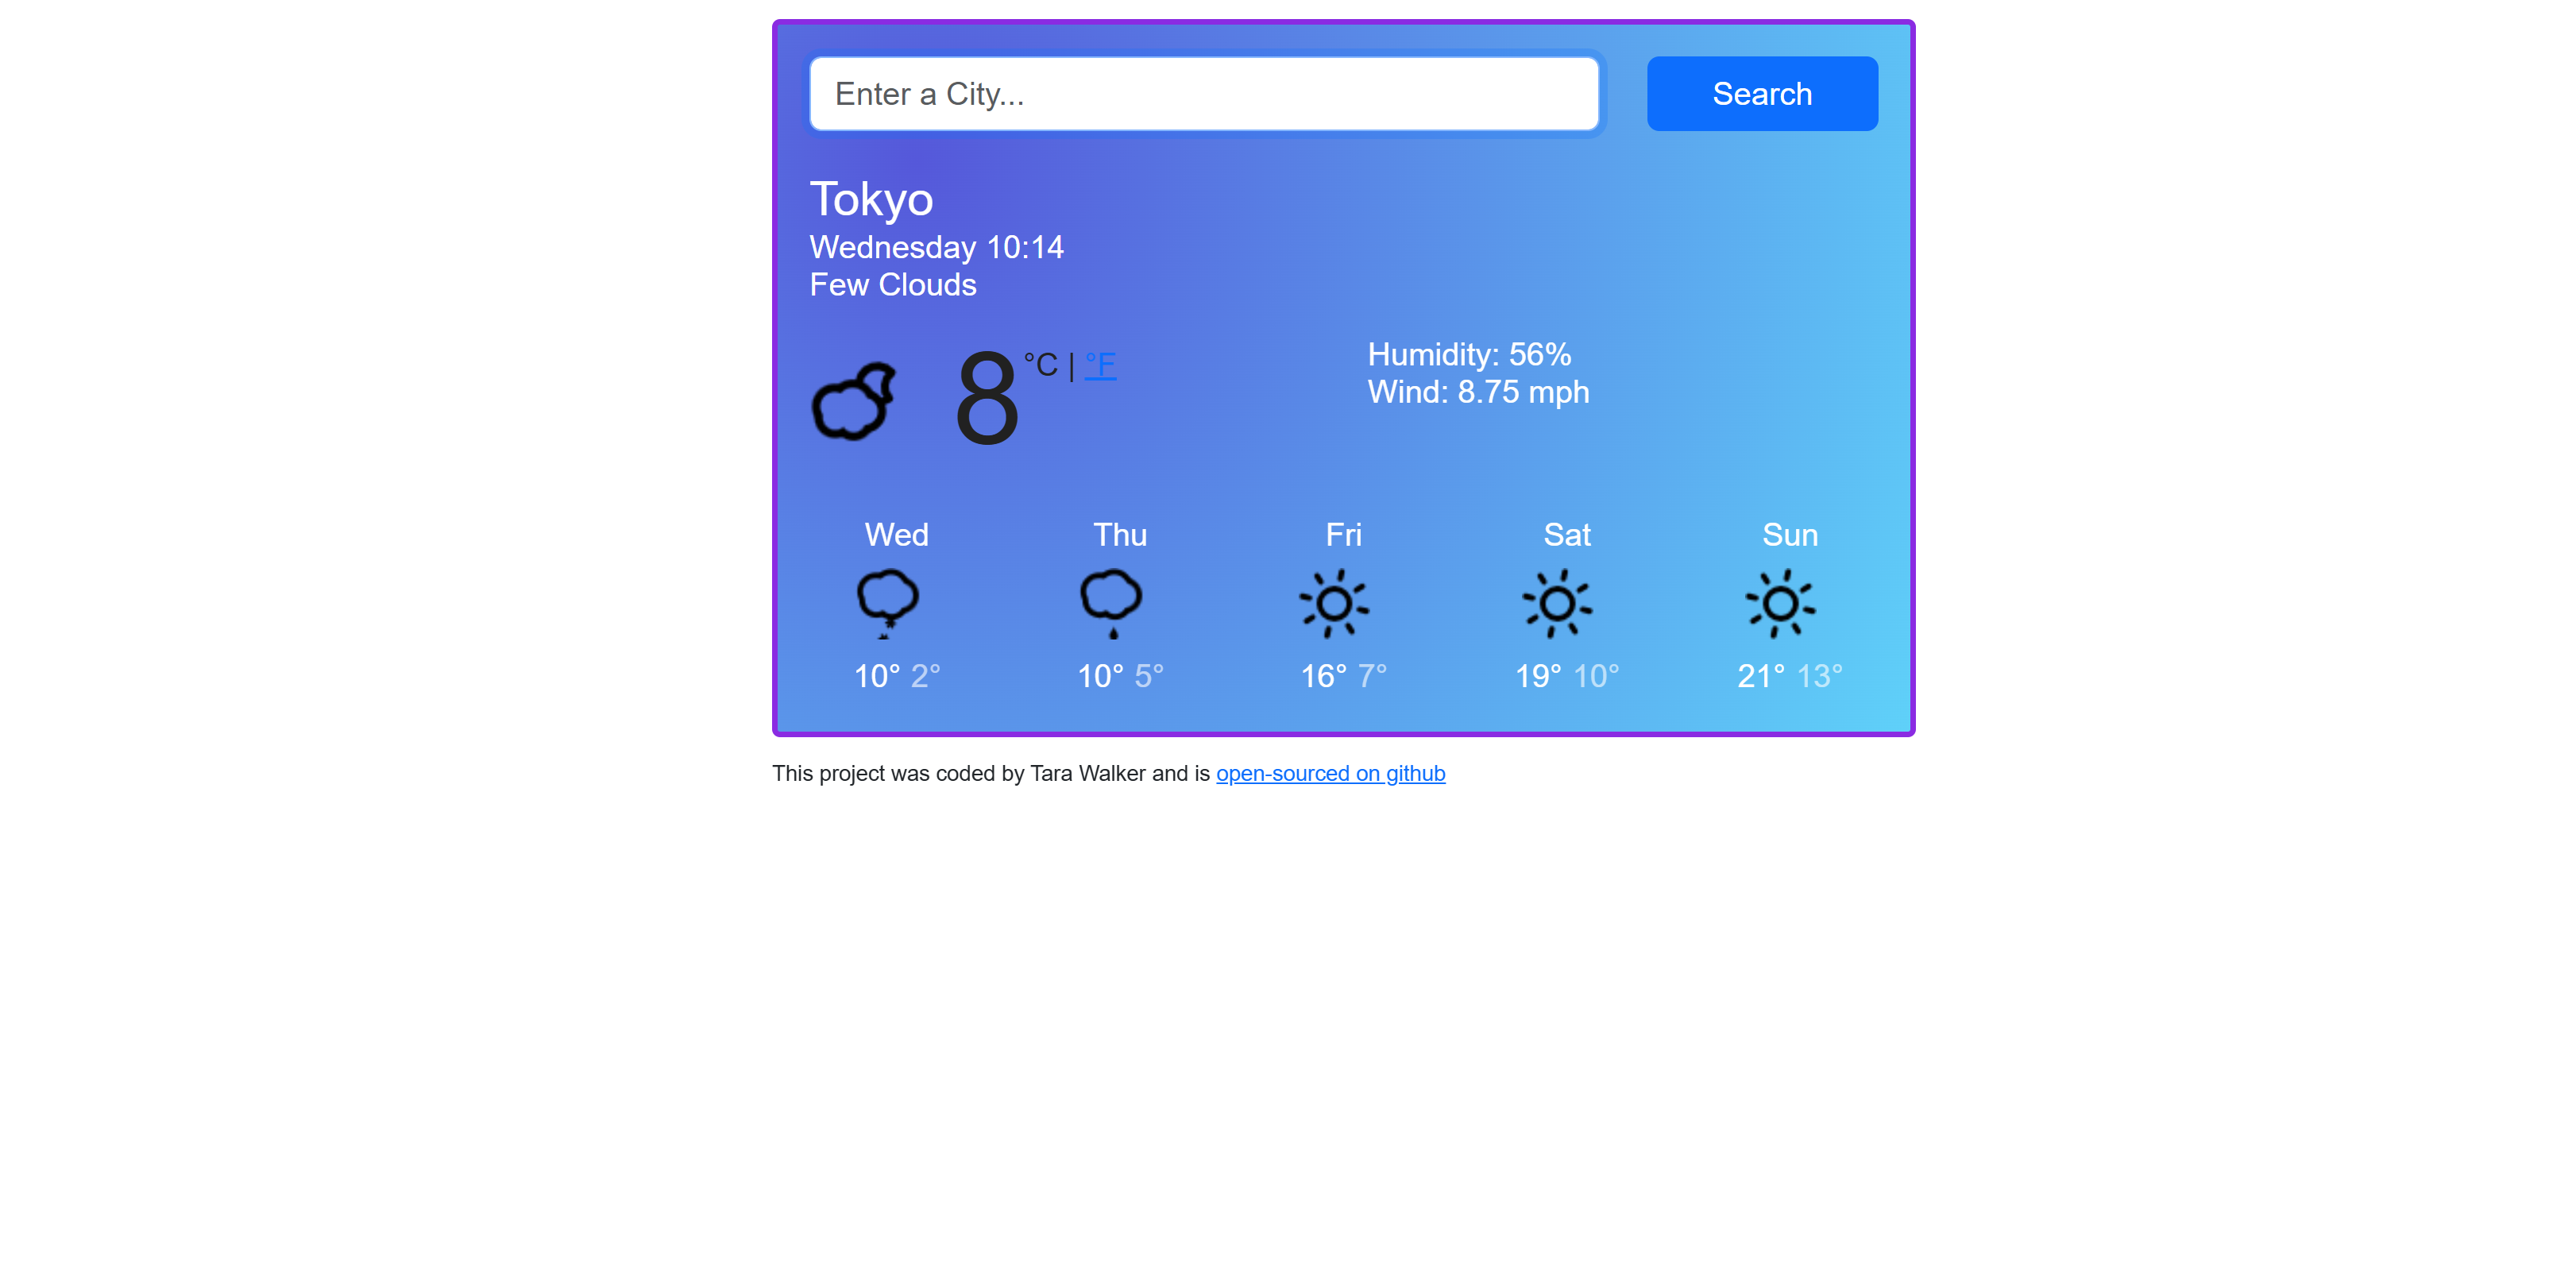 Enter a City...
Search
Tokyo
Wednesday 10:14
Few Clouds
8 °C | °F
Humidity: 56%
Wind: 8.75 mph
Wed Thu Fri Sat Sun
10° 2° 10° 5° 16° 7° 19° 10° 21° 13°
This project was coded by Tara Walker and is open-sourced on github